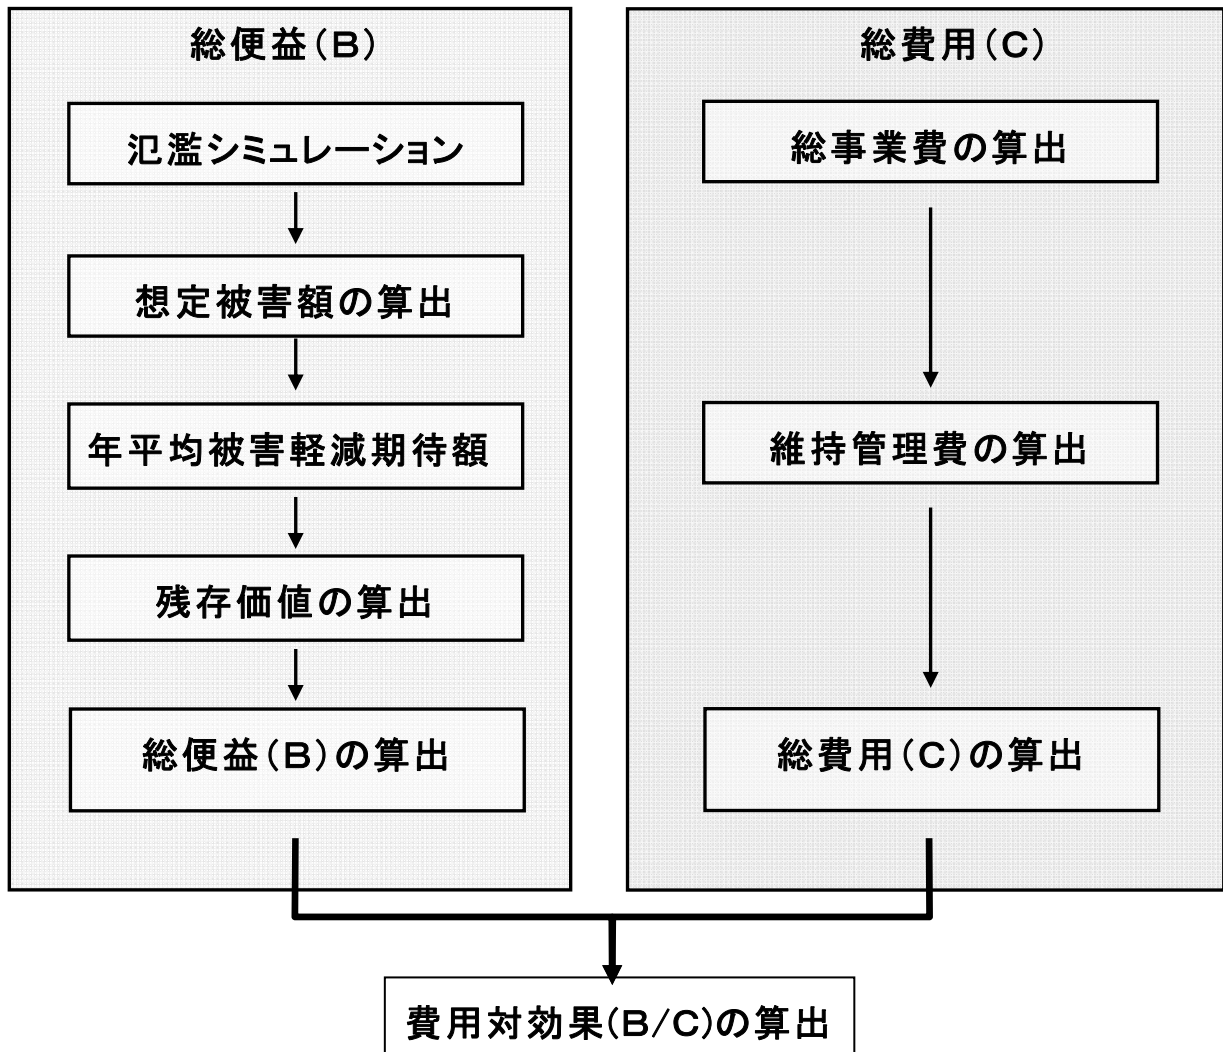 総便益(B)
氾濫シミュレーション
想定被害額の算出
年平均被害軽減期待額
残存価値の算出
総便益(B)の算出
総費用(C)
総事業費の算出
維持管理費の算出
総費用(C)の算出
費用対効果(B/C)の算出